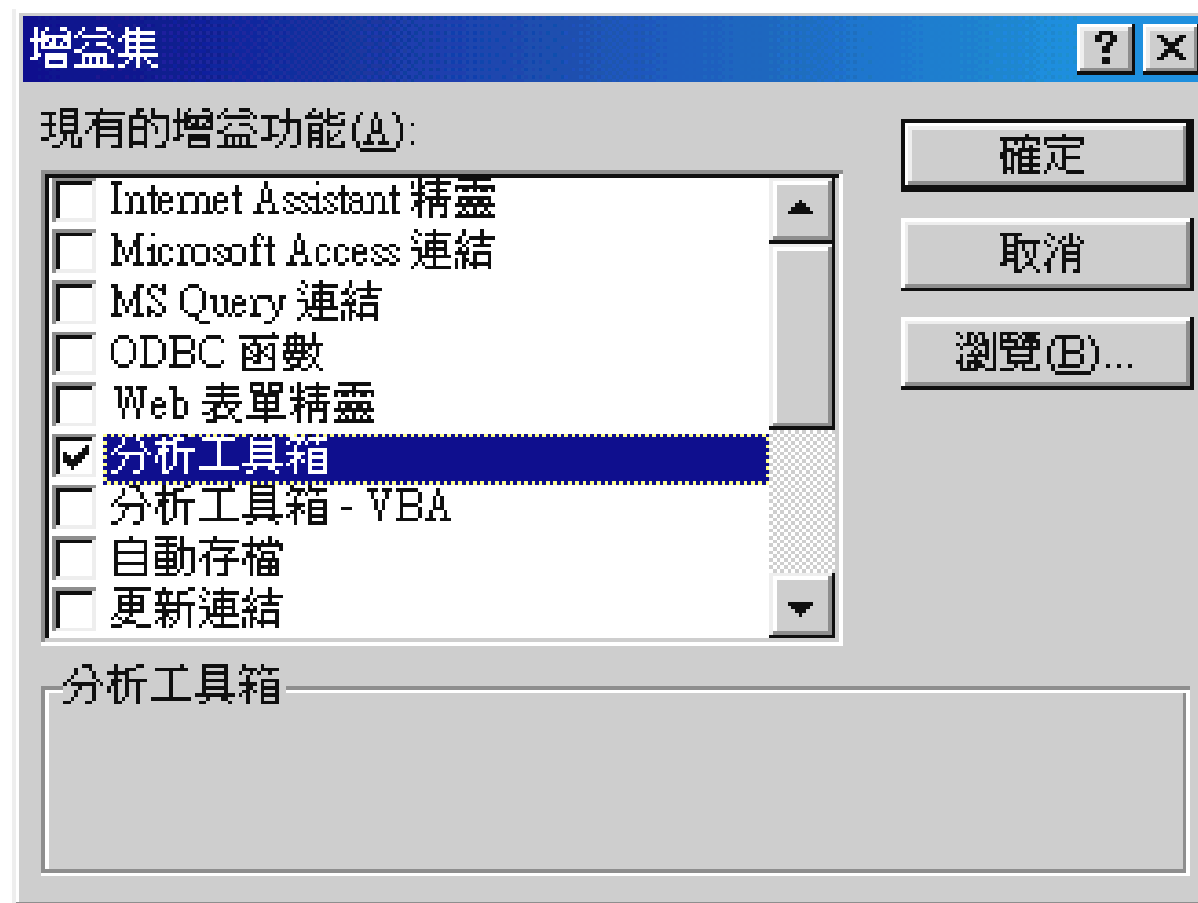 增益集
現有的增益功能(A):
Internet Assistant 精靈
Microsoft Access 連結
MS Query 連結
ODBC 函數
Web 表單精靈
分析工具箱
分析工具箱 - VBA
自動存檔
更新連結
確定
取消
瀏覽(B)...
分析工具箱